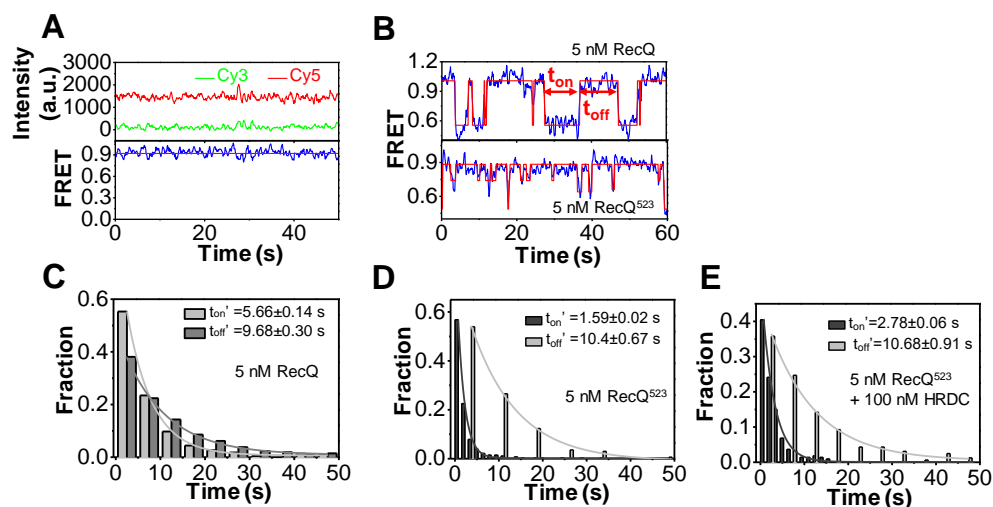 A
Intensity (a.u.)
3000
2000
1000
0
Cy3
Cy5
FRET
0.9
0.6
0.3
0.0
0
20
40
Time (s)
B
5 nM RecQ
FRET
1.2
0.6
ton
toff
0.9
0.6
5 nM RecQ⁵²³
0
20
40
60
Time (s)
C
Fraction
0.6
0.4
0.2
0.0
ton' =5.66±0.14 s
toff' =9.68±0.30 s
5 nM RecQ
0
10
20
30
40
50
Time (s)
D
Fraction
0.6
0.4
0.2
0.0
ton' =1.59±0.02 s
toff' =10.4±0.67 s
5 nM RecQ⁵²³
0
10
20
30
40
50
Time (s)
E
Fraction
0.4
0.3
0.2
0.1
0.0
ton'=2.78±0.06 s
toff'=10.68±0.91 s
5 nM RecQ⁵²³
+ 100 nM HRDC
0
10
20
30
40
50
Time (s)